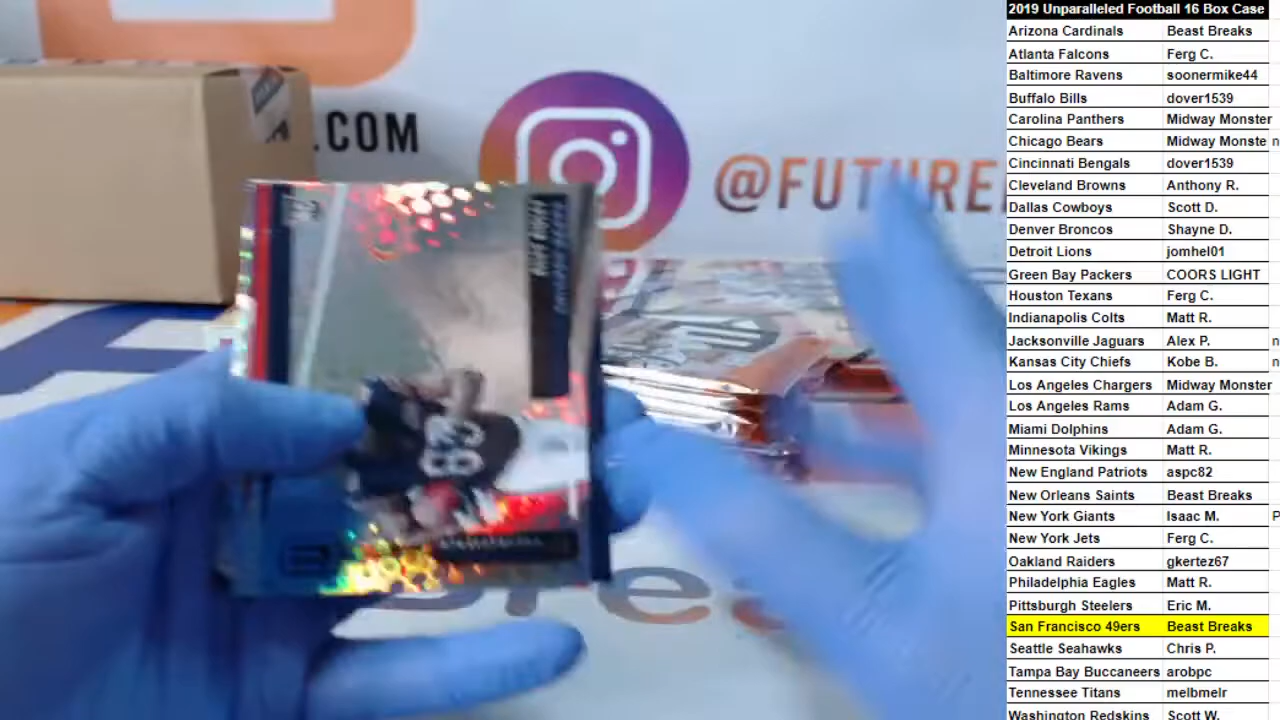 2019 Unparalleled Football 16 Box Case
Arizona Cardinals Beast Breaks
Atlanta Falcons Ferg C.
Baltimore Ravens soonermike44
Buffalo Bills dover1539
Carolina Panthers Midway Monster
Chicago Bears Midway Monste n
Cincinnati Bengals dover1539
Cleveland Browns Anthony R.
Dallas Cowboys Scott D.
Denver Broncos Shayne D.
Detroit Lions jomhel01
Green Bay Packers COORS LIGHT
Houston Texans Ferg C.
Indianapolis Colts Matt R.
Jacksonville Jaguars Alex P. n
Kansas City Chiefs Kobe B. n
Los Angeles Chargers Midway Monster
Los Angeles Rams Adam G.
Miami Dolphins Adam G.
Minnesota Vikings Matt R.
New England Patriots aspc82
New Orleans Saints Beast Breaks
New York Giants Isaac M. P
New York Jets Ferg C.
Oakland Raiders gkertez67
Philadelphia Eagles Matt R.
Pittsburgh Steelers Eric M.
San Francisco 49ers Beast Breaks
Seattle Seahawks Chris P.
Tampa Bay Buccaneers arobpc
Tennessee Titans melbmelr
Washington Redskins Scott W.
.COM
@FUTURE
83